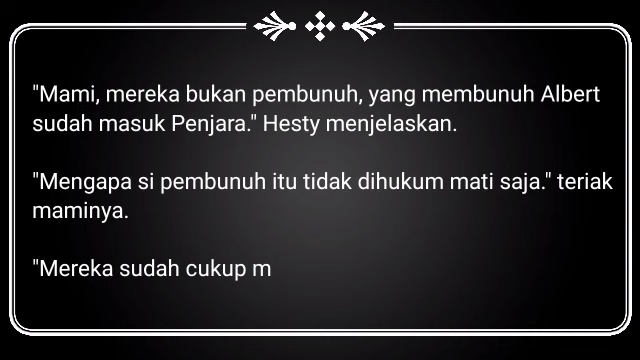 "Mami, mereka bukan pembunuh, yang membunuh Albert
sudah masuk Penjara." Hesty menjelaskan.
"Mengapa si pembunuh itu tidak dihukum mati saja." teriak
maminya.
"Mereka sudah cukup m